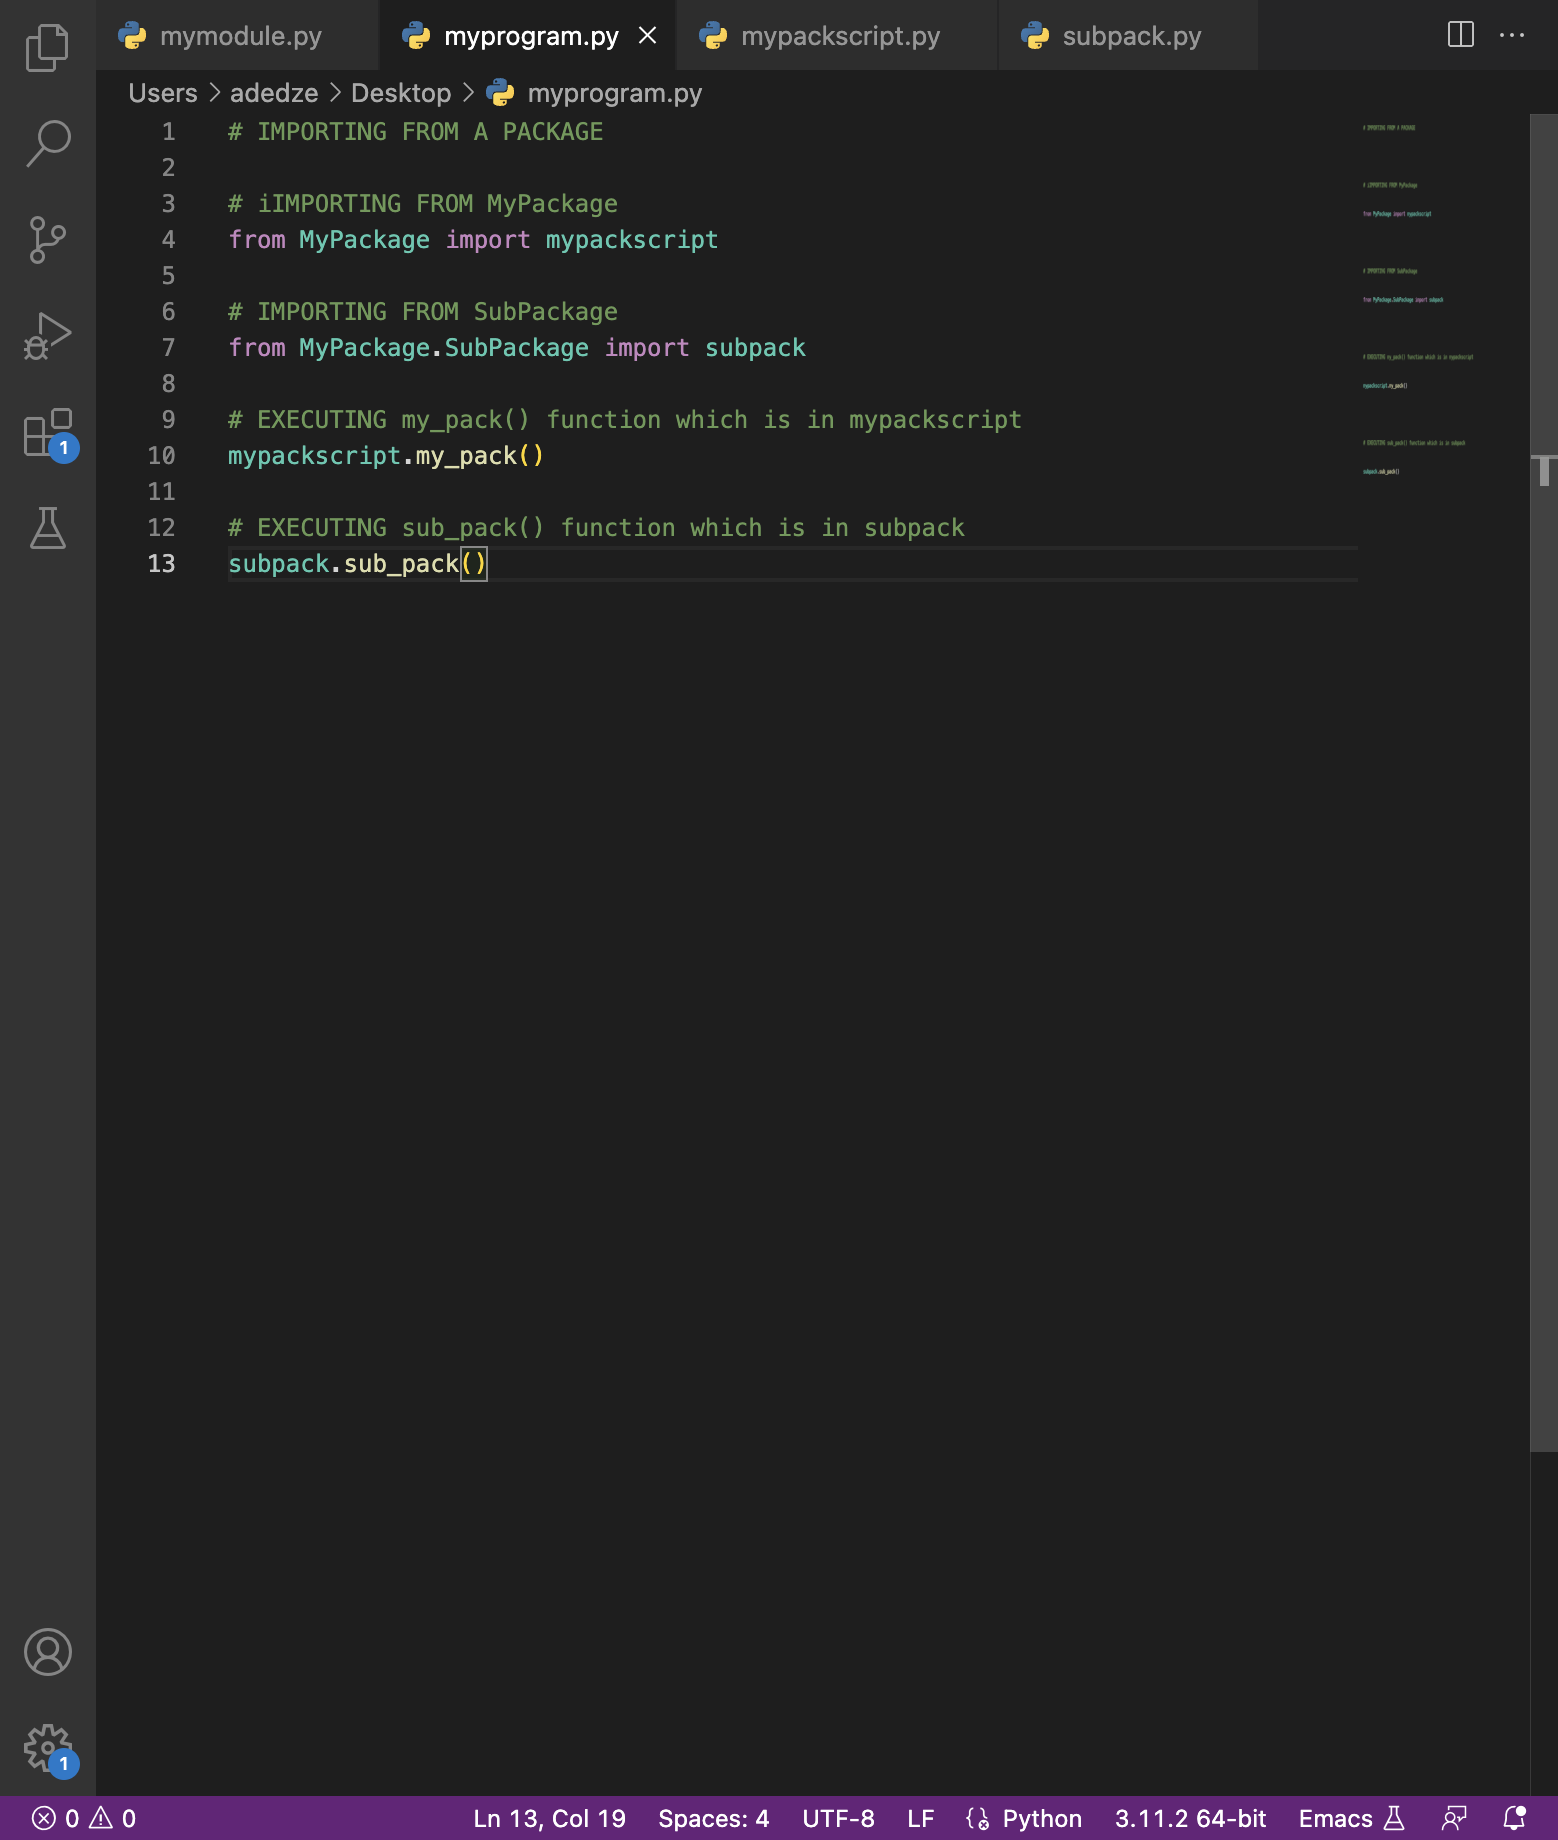 mymodule.py myprogram.py mypackscript.py subpack.py
Users > adedze > Desktop > myprogram.py
1 # IMPORTING FROM A PACKAGE
2
3 # iIMPORTING FROM MyPackage
4 from MyPackage import mypackscript
5
6 # IMPORTING FROM SubPackage
7 from MyPackage.SubPackage import subpack
8
9 # EXECUTING my_pack() function which is in mypackscript
10 mypackscript.my_pack()
11
12 # EXECUTING sub_pack() function which is in subpack
13 subpack.sub_pack()
1
1
0 0 Ln 13, Col 19 Spaces: 4 UTF-8 LF Python 3.11.2 64-bit Emacs